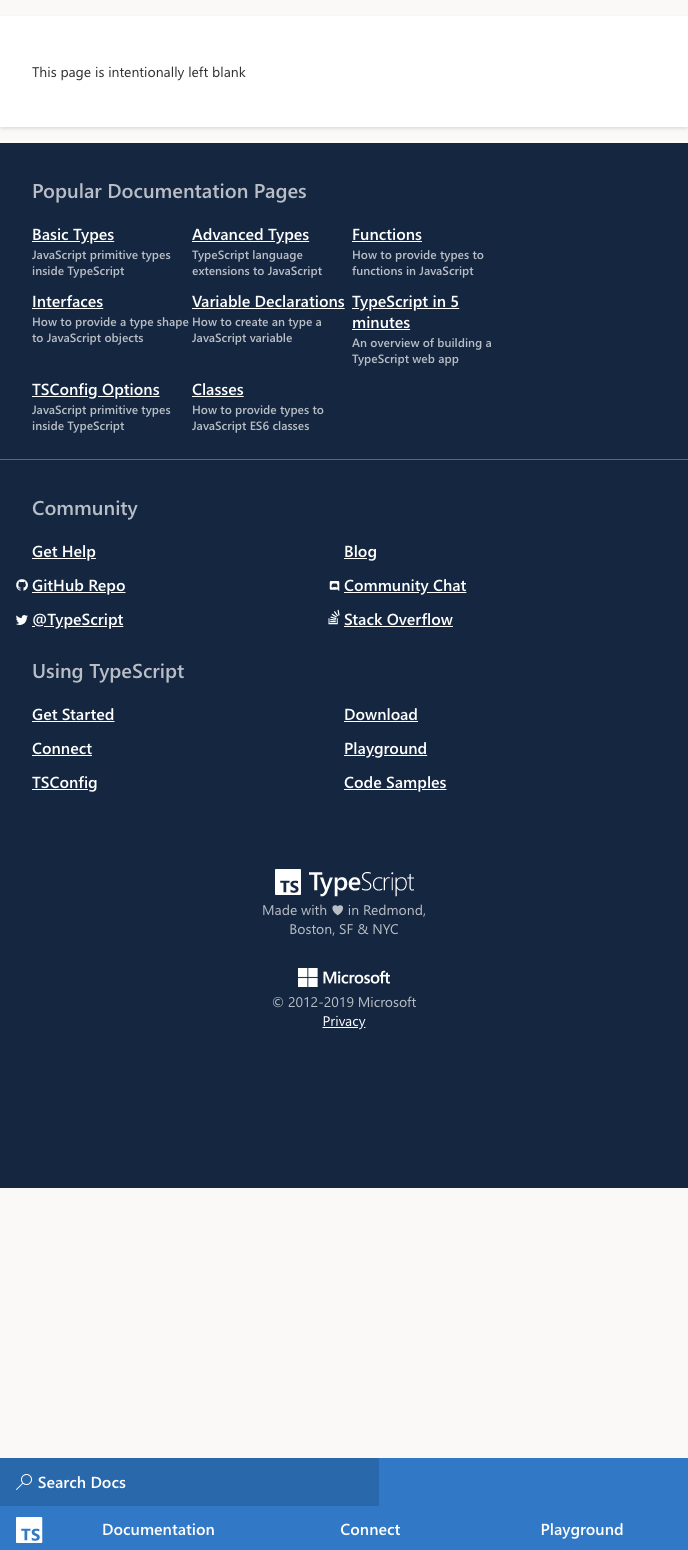 This page is intentionally left blank
Popular Documentation Pages
Basic Types
JavaScript primitive types
inside TypeScript
Advanced Types
TypeScript language
extensions to JavaScript
Functions
How to provide types to
functions in JavaScript
Interfaces
How to provide a type shape
to JavaScript objects
Variable Declarations
How to create an type a
JavaScript variable
TypeScript in 5
minutes
An overview of building a
TypeScript web app
TSConfig Options
JavaScript primitive types
inside TypeScript
Classes
How to provide types to
JavaScript ES6 classes
Community
Get Help
Blog
GitHub Repo
Community Chat
@TypeScript
Stack Overflow
Using TypeScript
Get Started
Download
Connect
Playground
TSConfig
Code Samples
TS TypeScript
Made with ♥ in Redmond,
Boston, SF & NYC
Microsoft
© 2012-2019 Microsoft
Privacy
Search Docs
TS Documentation Connect Playground